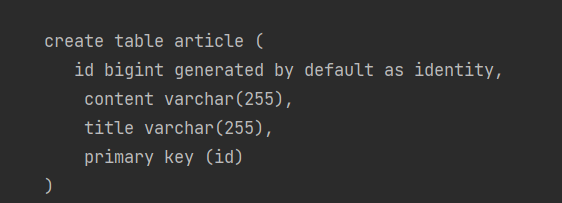 create table article (
id bigint generated by default as identity,
content varchar(255),
title varchar(255),
primary key (id)
)